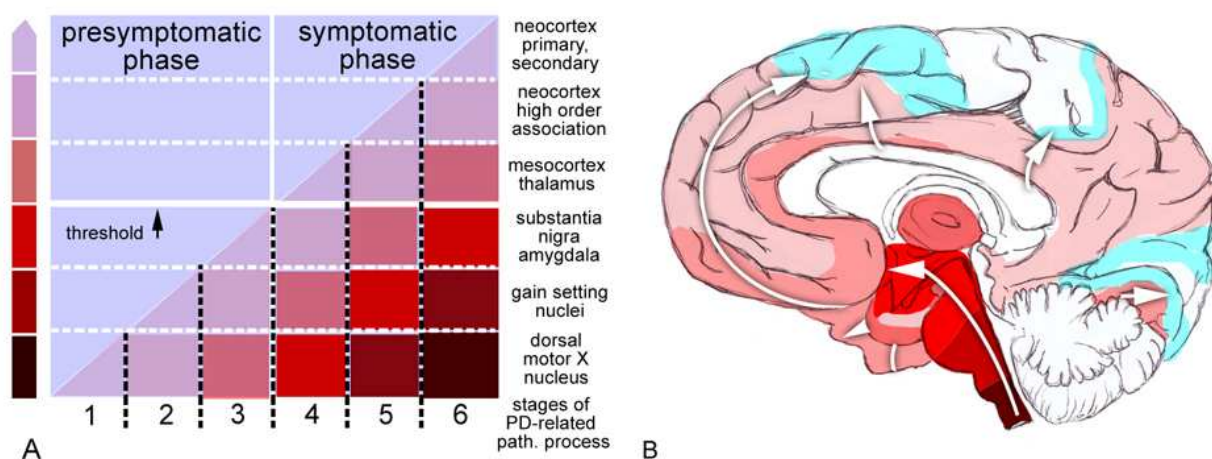 presymptomatic
phase
symptomatic
phase
neocortex
primary,
secondary
neocortex
high order
association
mesocortex
thalamus
threshold
substantia
nigra
amygdala
gain setting
nuclei
dorsal
motor X
nucleus
1 2 3 4 5 6
stages of
PD-related
path. process
A
B